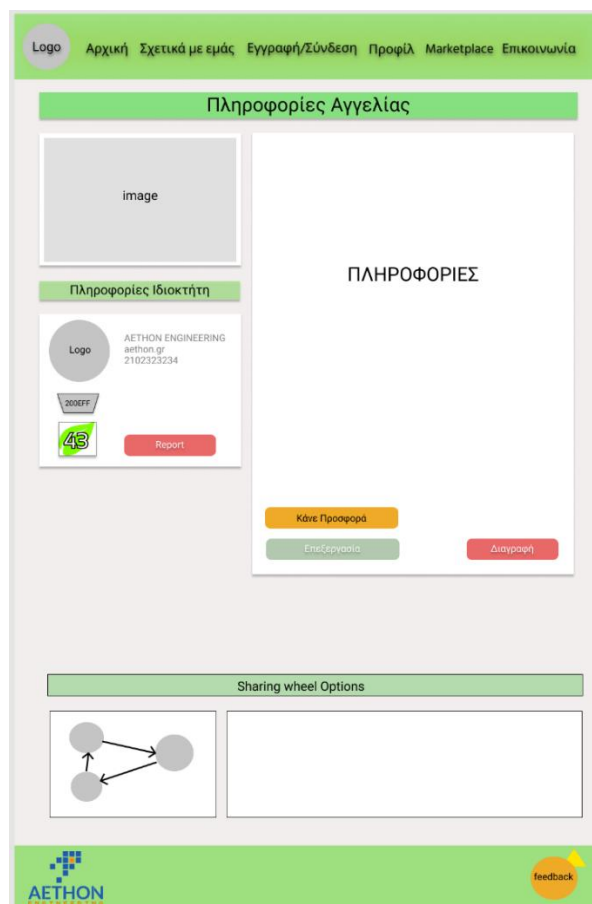 Logo
Αρχική Σχετικά με εμάς Εγγραφή/Σύνδεση Προφίλ Marketplace Επικοινωνία
Πληροφορίες Αγγελίας
image
ΠΛΗΡΟΦΟΡΙΕΣ
Πληροφορίες Ιδιοκτήτη
Logo
AETHON ENGINEERING
aethon.gr
2102323234
200EFF
43
Report
Κάνε Προσφορά
Επεξεργασία
Διαγραφή
Sharing wheel Options
AETHON
ENGINEERING
feedback